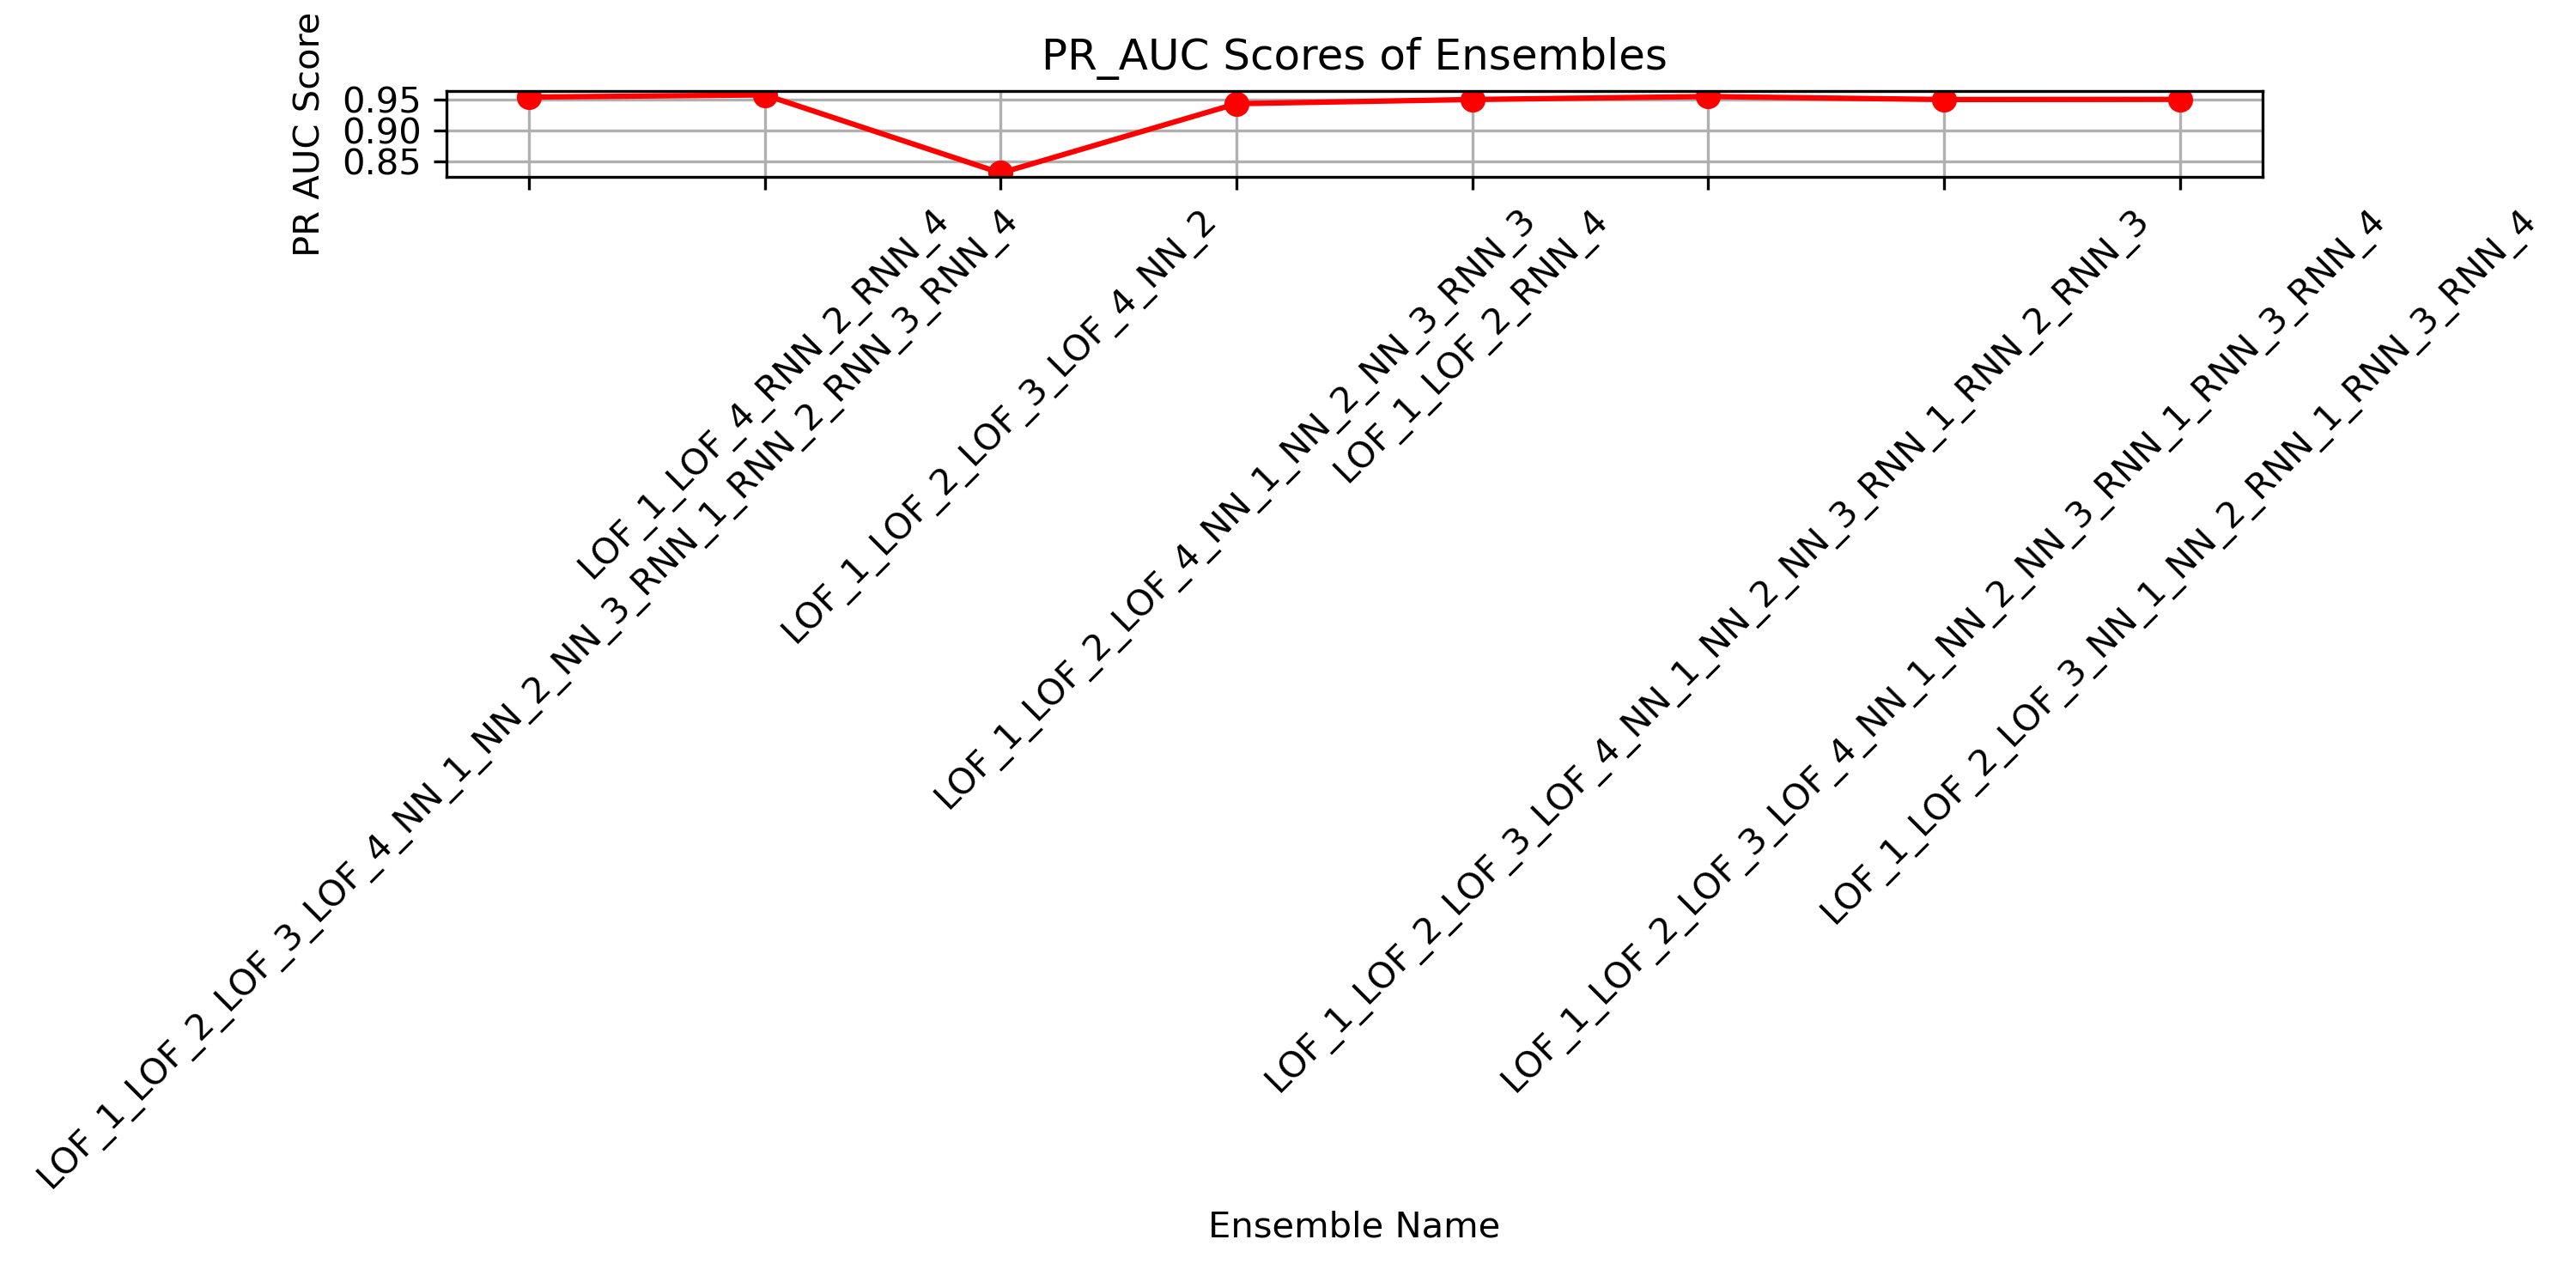 PR_AUC Scores of Ensembles
PR AUC Score
0.95
0.90
0.85
LOF_1_LOF_2_LOF_3_LOF_4_NN_1_NN_2_NN_3_RNN_1_RNN_2_RNN_3_RNN_4
LOF_1_LOF_4_RNN_2_RNN_4
LOF_1_LOF_2_LOF_3_LOF_4_NN_2
LOF_1_LOF_2_LOF_4_NN_1_NN_2_NN_3_RNN_3
LOF_1_LOF_2_RNN_4
LOF_1_LOF_2_LOF_3_LOF_4_NN_1_NN_2_NN_3_RNN_1_RNN_2_RNN_3
LOF_1_LOF_2_LOF_3_LOF_4_NN_1_NN_2_NN_3_RNN_1_RNN_3_RNN_4
LOF_1_LOF_2_LOF_3_NN_1_NN_2_RNN_1_RNN_3_RNN_4
Ensemble Name